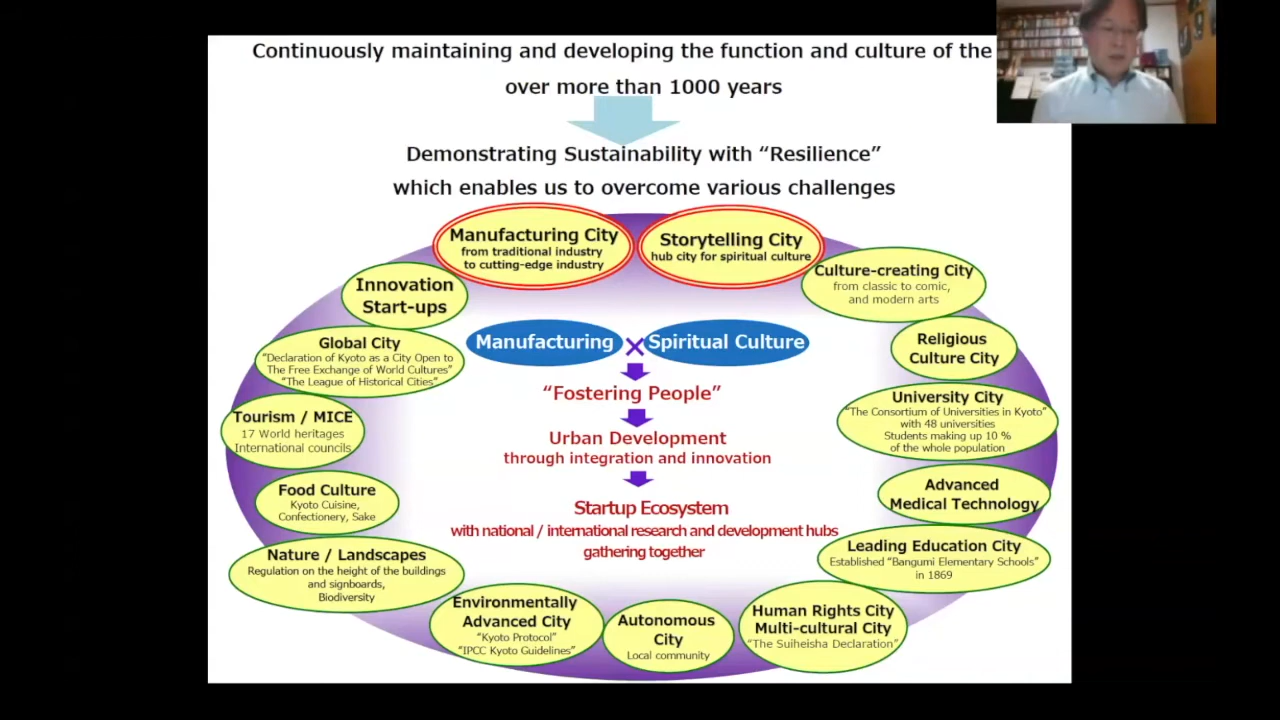 Continuously maintaining and developing the function and culture of the
over more than 1000 years
Demonstrating Sustainability with “Resilience”
which enables us to overcome various challenges
Manufacturing City
from traditional industry
to cutting-edge industry
Storytelling City
hub city for spiritual culture
Culture-creating City
from classic to comic,
and modern arts
Innovation
Start-ups
Religious
Culture City
Global City
“Declaration of Kyoto as a City Open to
The Free Exchange of World Cultures”
“The League of Historical Cities”
Manufacturing
×
Spiritual Culture
“Fostering People”
Urban Development
through integration and innovation
Startup Ecosystem
with national / international research and development hubs
gathering together
University City
“The Consortium of Universities in Kyoto”
with 48 universities
Students making up 10 %
of the whole population
Tourism / MICE
17 World heritages
International councils
Advanced
Medical Technology
Food Culture
Kyoto Cuisine,
Confectionery, Sake
Leading Education City
Established “Bangumi Elementary Schools”
in 1869
Nature / Landscapes
Regulation on the height of the buildings
and signboards,
Biodiversity
Environmentally
Advanced City
“Kyoto Protocol”
“IPCC Kyoto Guidelines”
Autonomous
City
Local community
Human Rights City
Multi-cultural City
“The Suiheisha Declaration”